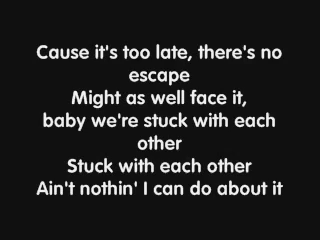 Cause it's too late, there's no
escape
Might as well face it,
baby we're stuck with each
other
Stuck with each other
Ain't nothin' I can do about it